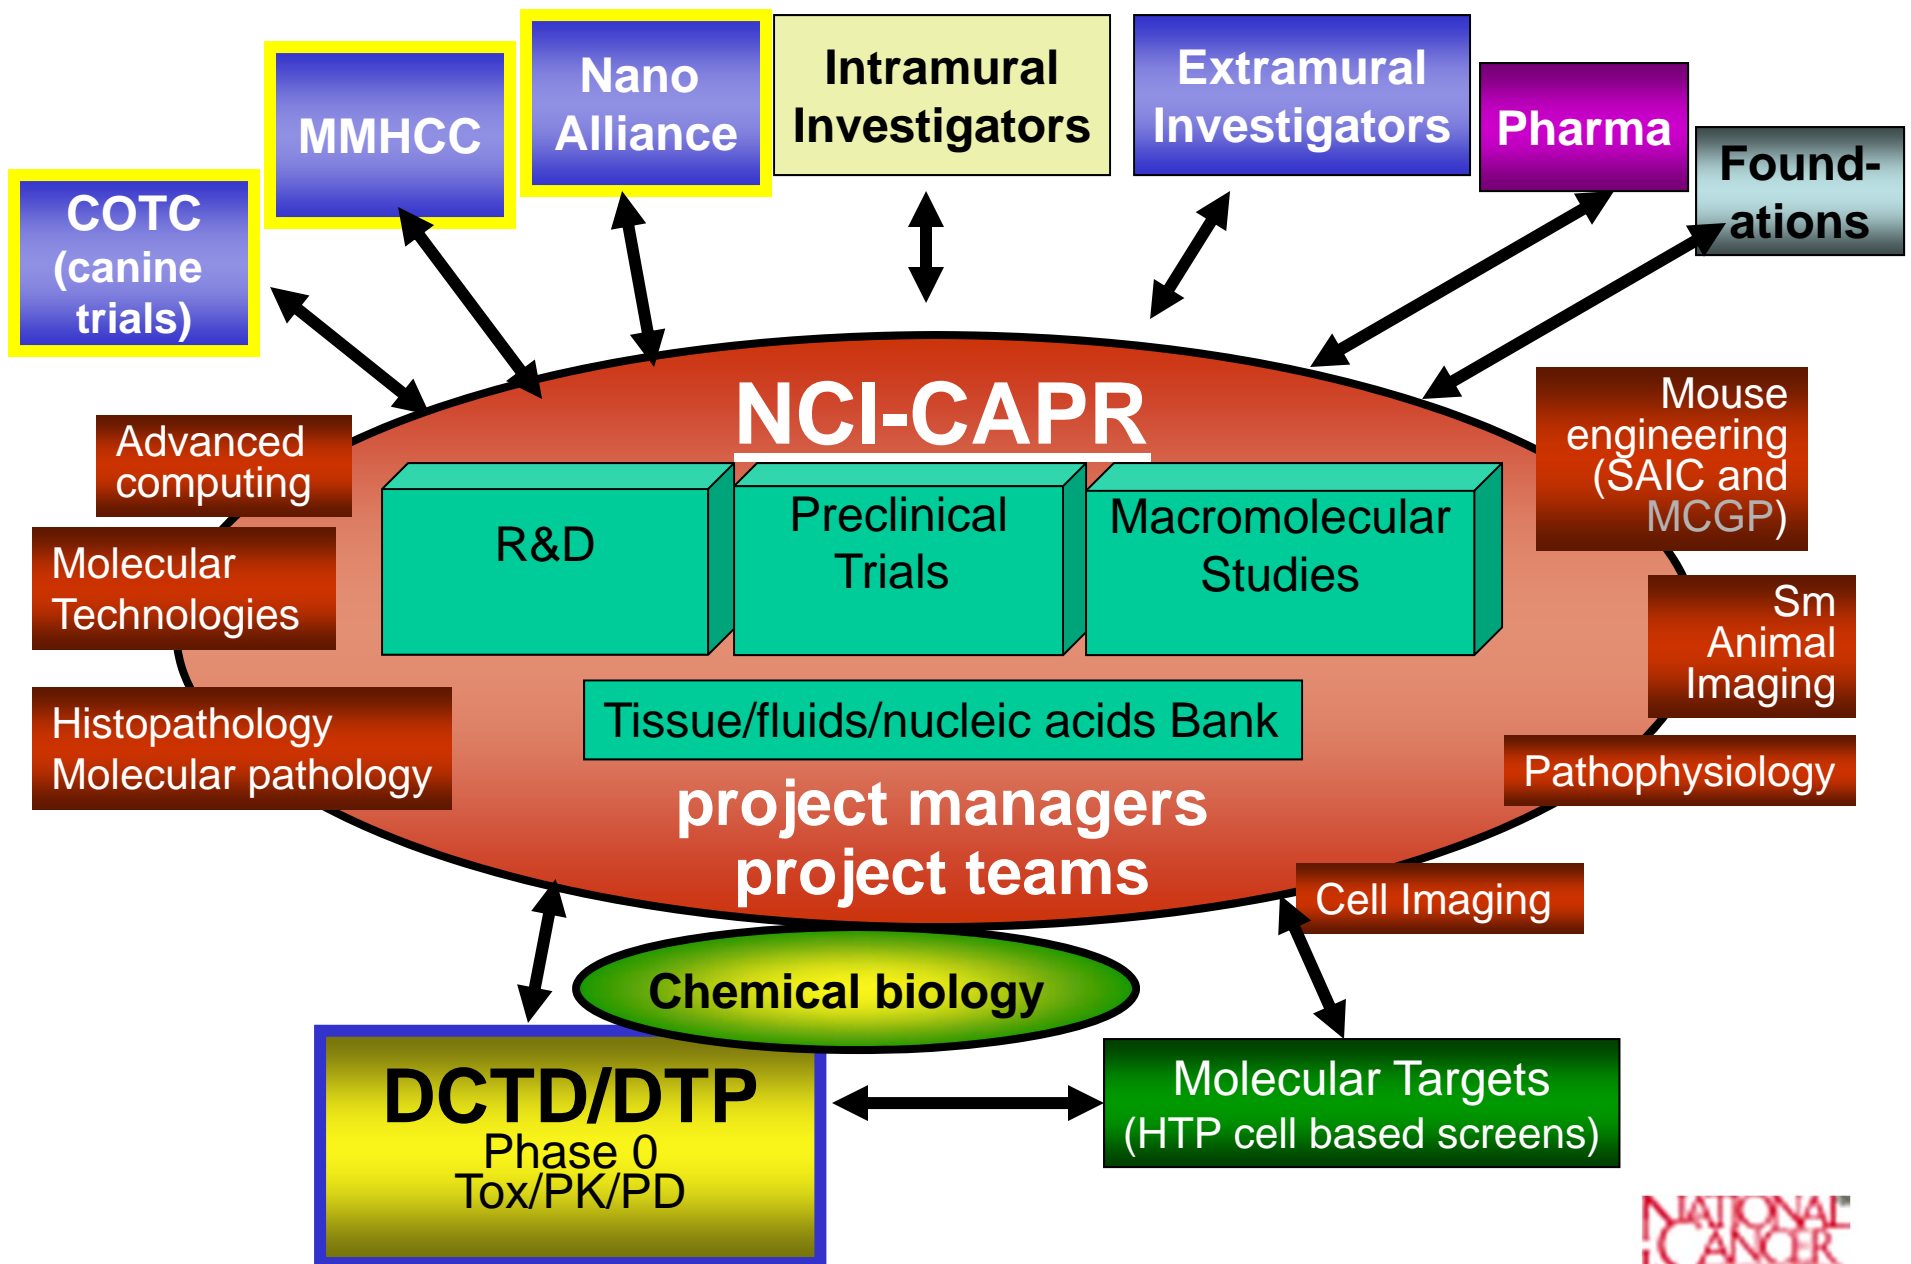 COTC
(canine
trials)
MMHCC
Nano
Alliance
Intramural
Investigators
Extramural
Investigators
Pharma
Found-
ations
NCI-CAPR
Advanced
computing
Molecular
Technologies
Histopathology
Molecular pathology
R&D
Preclinical
Trials
Macromolecular
Studies
Tissue/fluids/nucleic acids Bank
project managers
project teams
Mouse
engineering
(SAIC and
MCGP)
Sm
Animal
Imaging
Pathophysiology
Cell Imaging
Chemical biology
DCTD/DTP
Phase 0
Tox/PK/PD
Molecular Targets
(HTP cell based screens)
NATIONAL
CANCER